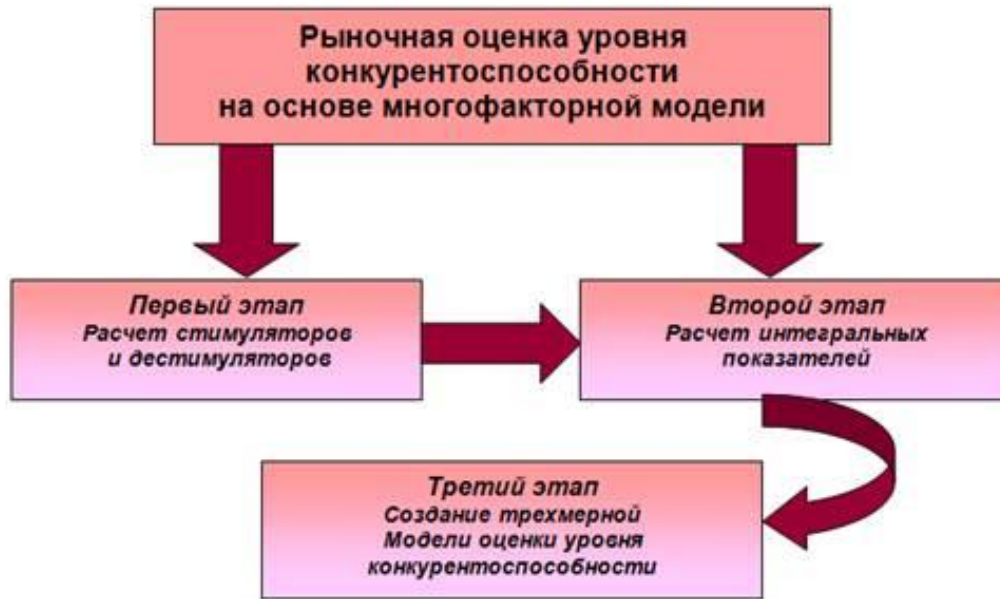 Рыночная оценка уровня
конкурентоспособности
на основе многофакторной модели
Первый этап
Расчет стимуляторов
и дестимуляторов
Второй этап
Расчет интегральных
показателей
Третий этап
Создание трехмерной
Модели оценки уровня
конкурентоспособности